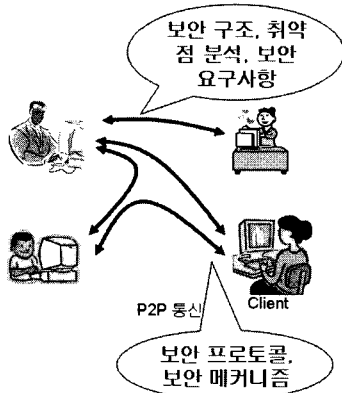 보안 구조, 취약
점 분석, 보안
요구사항
P2P 통신
Client
보안 프로토콜,
보안 메커니즘